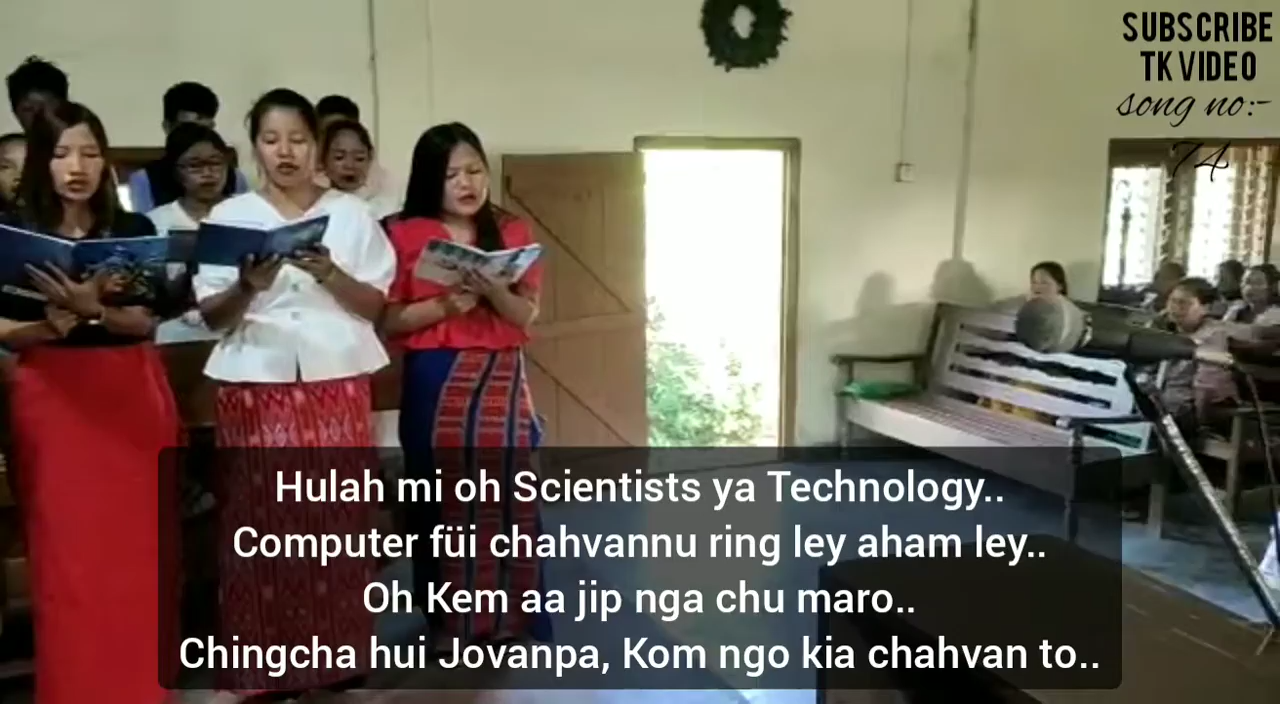 SUBSCRIBE
TK VIDEO
song no:-
74
Hulah mi oh Scientists ya Technology..
Computer füi chahvannu ring ley aham ley..
Oh Kem aa jip nga chu maro..
Chingcha hui Jovanpa, Kom ngo kia chahvan to..